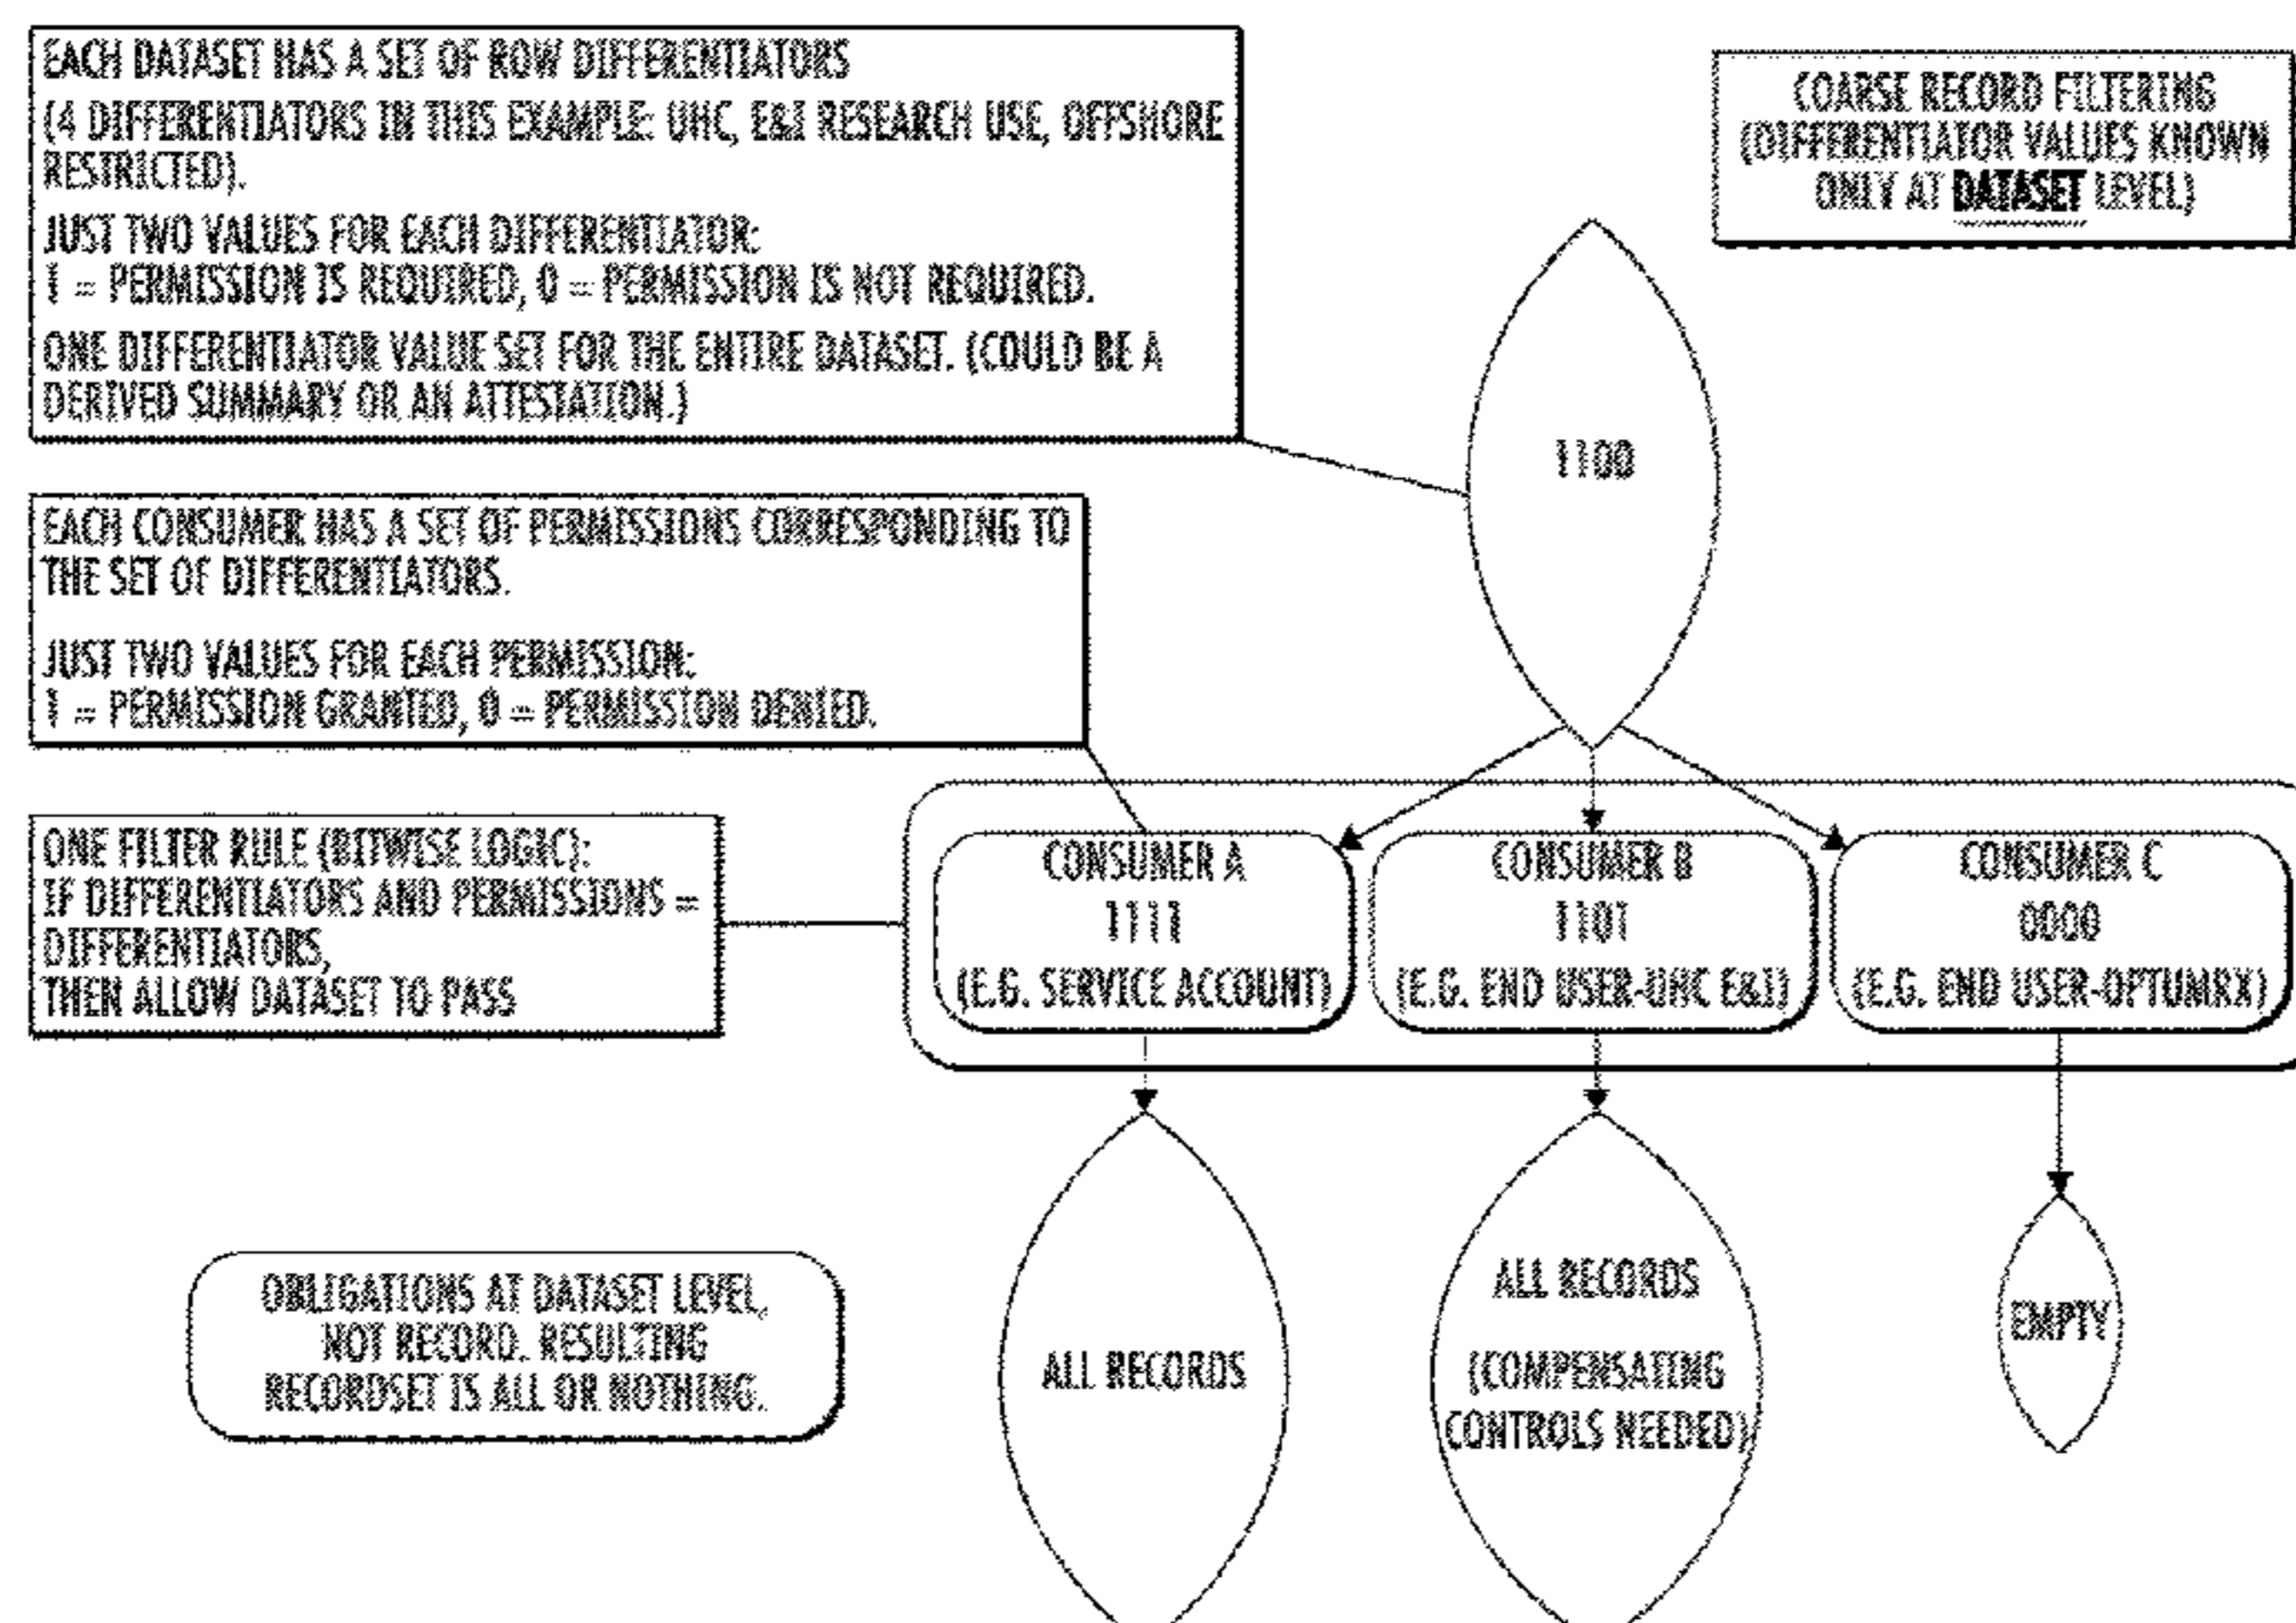 EACH DATASET HAS A SET OF ROW DIFFERENTIATORS
(4 DIFFERENTIATORS IN THIS EXAMPLE: UHC, E&I RESEARCH USE, OFFSHORE
RESTRICTED).
JUST TWO VALUES FOR EACH DIFFERENTIATOR:
1 = PERMISSION IS REQUIRED, 0 = PERMISSION IS NOT REQUIRED.
ONE DIFFERENTIATOR VALUE SET FOR THE ENTIRE DATASET. (COULD BE A
DERIVED SUMMARY OR AN ATTESTATION.)
COARSE RECORD FILTERING
(DIFFERENTIATOR VALUES KNOWN
ONLY AT DATASET LEVEL)
1100
EACH CONSUMER HAS A SET OF PERMISSIONS CORRESPONDING TO
THE SET OF DIFFERENTIATORS.
JUST TWO VALUES FOR EACH PERMISSION:
1 = PERMISSION GRANTED, 0 = PERMISSION DENIED.
ONE FILTER RULE (BITWISE LOGIC):
IF DIFFERENTIATORS AND PERMISSIONS =
DIFFERENTIATORS,
THEN ALLOW DATASET TO PASS
CONSUMER A
1111
(E.G. SERVICE ACCOUNT)
CONSUMER B
1101
(E.G. END USER-UHC E&I)
CONSUMER C
0000
(E.G. END USER-OPTUMRX)
OBLIGATIONS AT DATASET LEVEL,
NOT RECORD. RESULTING
RECORDSET IS ALL OR NOTHING.
ALL RECORDS
ALL RECORDS
(COMPENSATING
CONTROLS NEEDED)
EMPTY